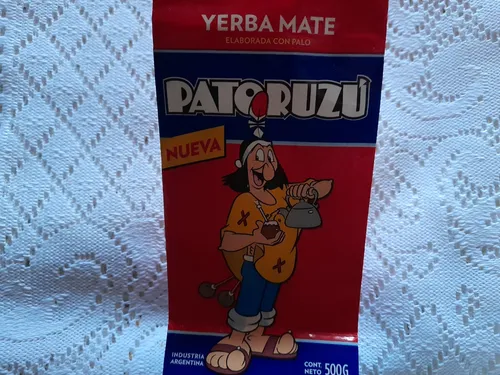 YERBA MATE
ELABORADA CON PALO
PATORUZÚ
NUEVA
INDUSTRIA
ARGENTINA
CONT.
NETO 500G